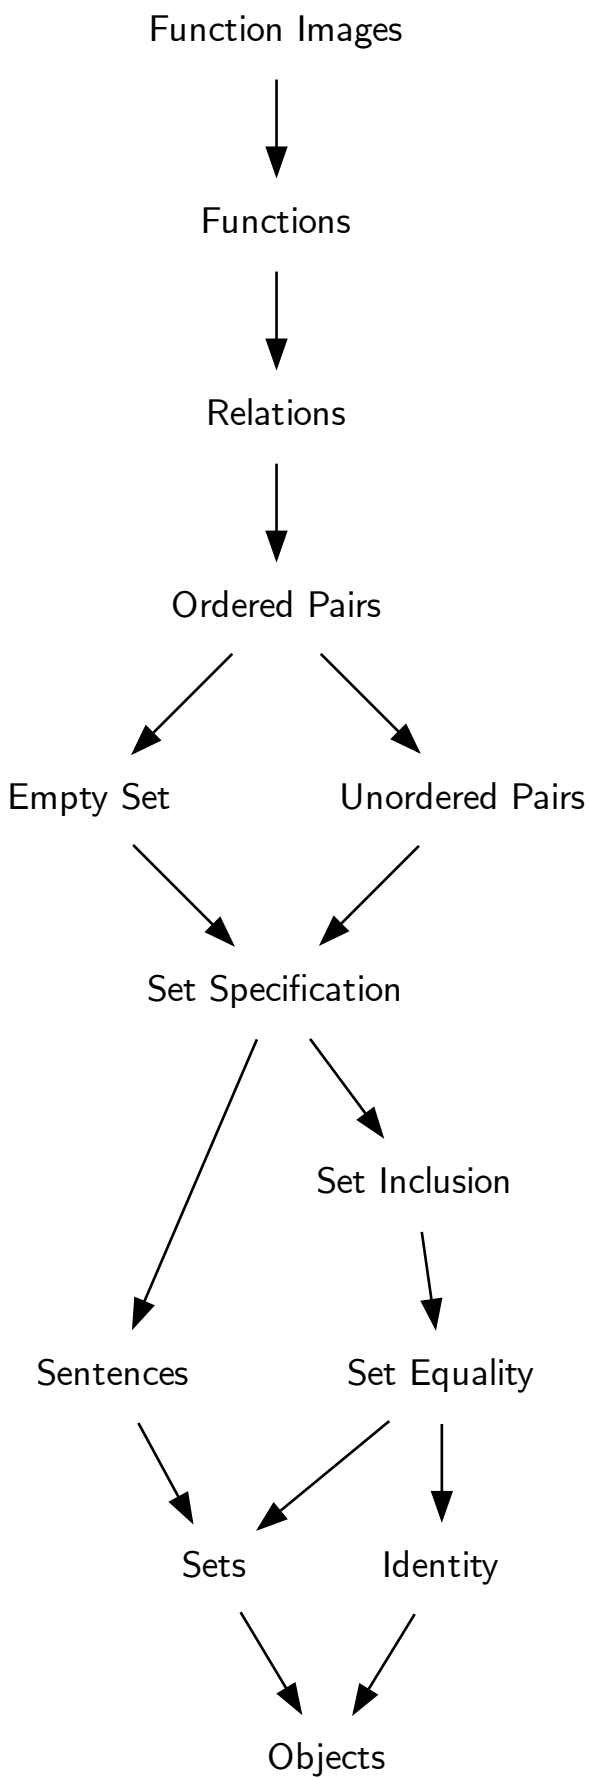 Function Images
Functions
Relations
Ordered Pairs
Empty Set
Unordered Pairs
Set Specification
Set Inclusion
Sentences
Set Equality
Sets
Identity
Objects